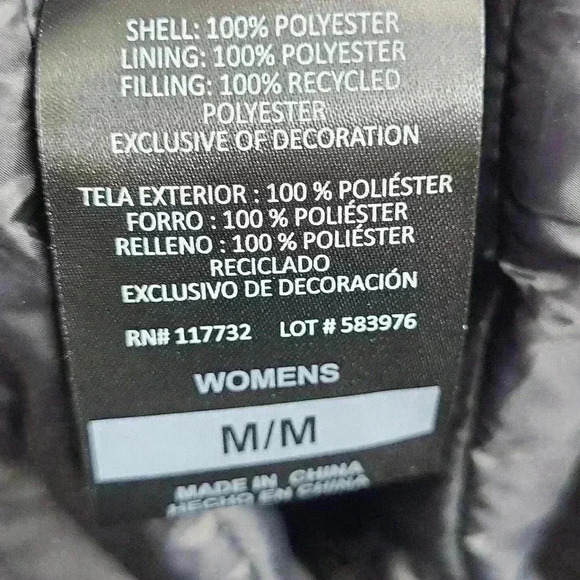 SHELL: 100% POLYESTER
LINING: 100% POLYESTER
FILLING: 100% RECYCLED
POLYESTER
EXCLUSIVE OF DECORATION
TELA EXTERIOR : 100 % POLIÉSTER
FORRO : 100 % POLIÉSTER
RELLENO : 100 % POLIÉSTER
RECICLADO
EXCLUSIVO DE DECORACIÓN
RN# 117732 LOT # 583976
WOMENS
M/M
MADE IN CHINA
HECHO EN CHINA